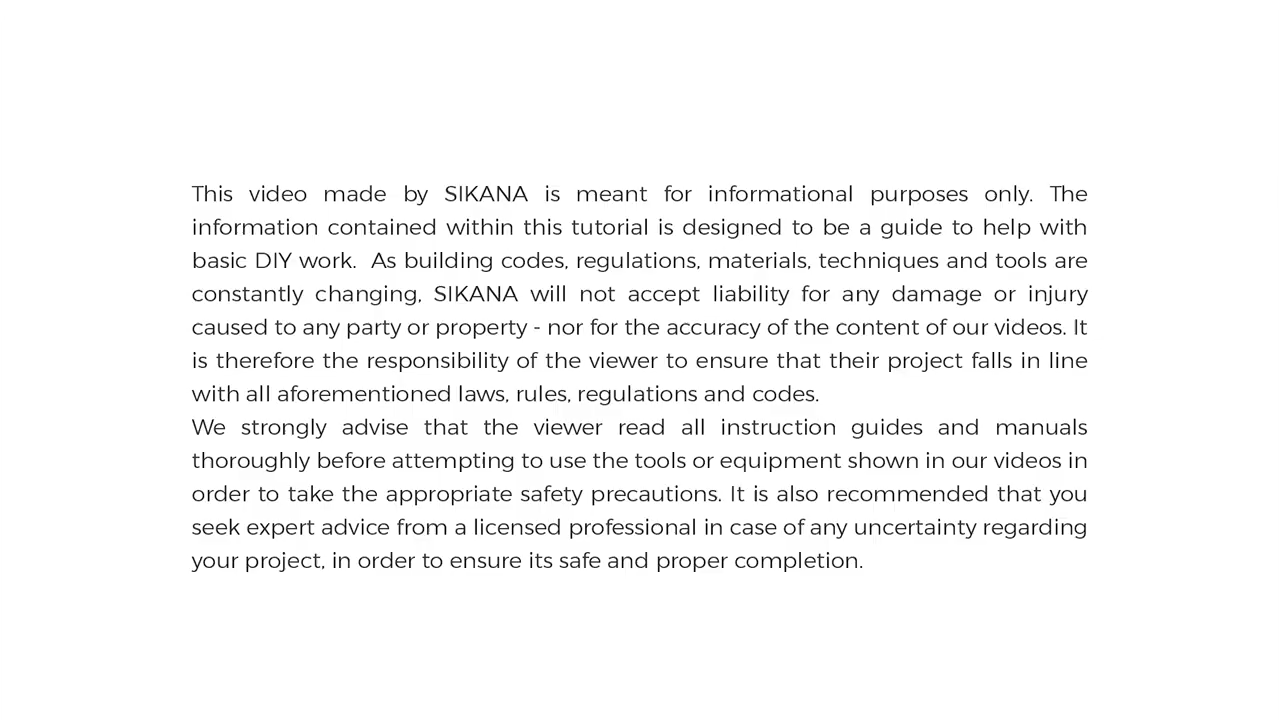 This video made by SIKANA is meant for informational purposes only. The
information contained within this tutorial is designed to be a guide to help with
basic DIY work.  As building codes, regulations, materials, techniques and tools are
constantly changing, SIKANA will not accept liability for any damage or injury
caused to any party or property - nor for the accuracy of the content of our videos. It
is therefore the responsibility of the viewer to ensure that their project falls in line
with all aforementioned laws, rules, regulations and codes.
We strongly advise that the viewer read all instruction guides and manuals
thoroughly before attempting to use the tools or equipment shown in our videos in
order to take the appropriate safety precautions. It is also recommended that you
seek expert advice from a licensed professional in case of any uncertainty regarding
your project, in order to ensure its safe and proper completion.